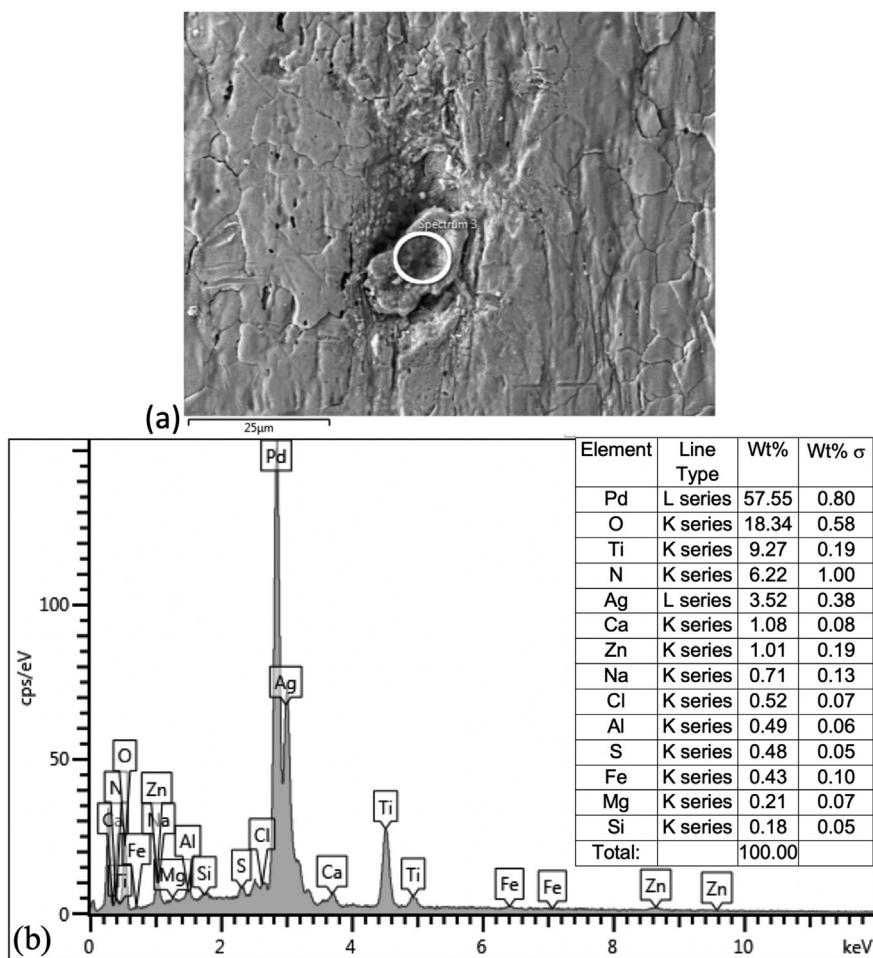 Spectrum 3
(a)
25μm
Element Line Type Wt% Wt% σ
Pd L series 57.55 0.80
O K series 18.34 0.58
Ti K series 9.27 0.19
N K series 6.22 1.00
Ag L series 3.52 0.38
Ca K series 1.08 0.08
Zn K series 1.01 0.19
Na K series 0.71 0.13
Cl K series 0.52 0.07
Al K series 0.49 0.06
S K series 0.48 0.05
Fe K series 0.43 0.10
Mg K series 0.21 0.07
Si K series 0.18 0.05
Total: 100.00
Pd
100
cps/eV
Ag
50
O
N
Zn
Ca
Na
Ti
Al
Cl
Fe
Ti
Mg
Si
S
Ca
Ti
Fe
Fe
Zn
Zn
0
(b)
0 2 4 6 8 10 keV